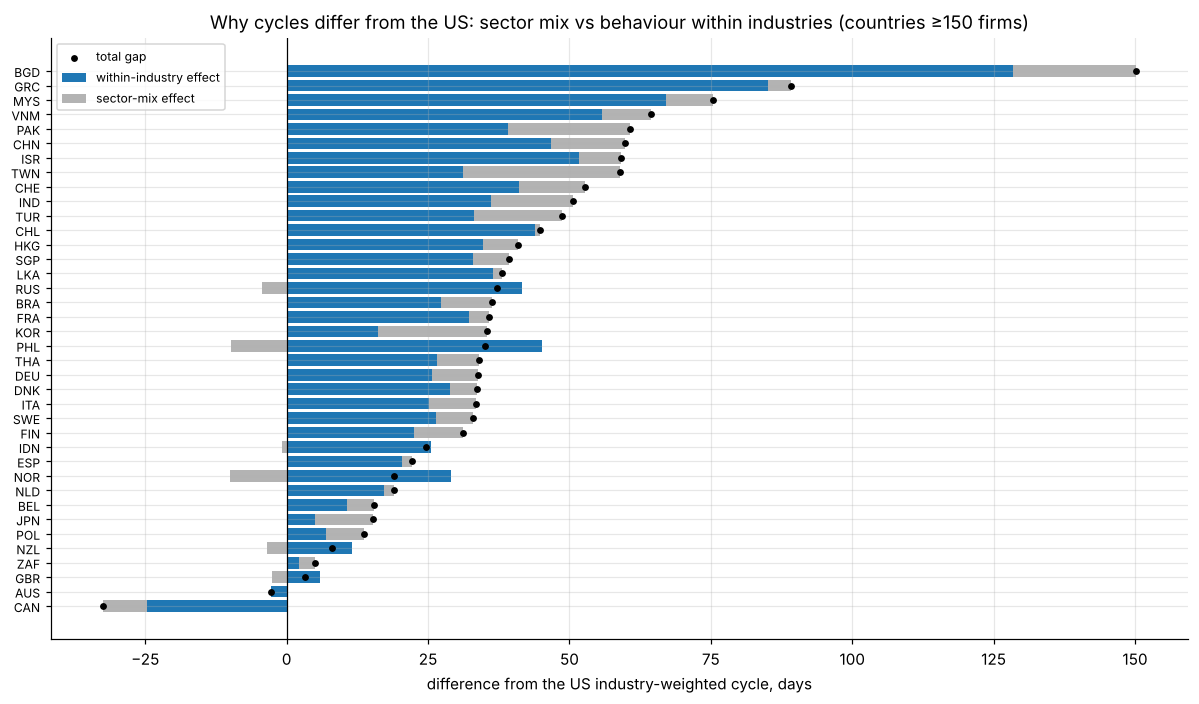 Why cycles differ from the US: sector mix vs behaviour within industries (countries ≥150 firms)
total gap
within-industry effect
sector-mix effect
BGD
GRC
MYS
VNM
PAK
CHN
ISR
TWN
CHE
IND
TUR
CHL
HKG
SGP
LKA
RUS
BRA
FRA
KOR
PHL
THA
DEU
DNK
ITA
SWE
FIN
IDN
ESP
NOR
NLD
BEL
JPN
POL
NZL
ZAF
GBR
AUS
CAN
−25 0 25 50 75 100 125 150
difference from the US industry-weighted cycle, days